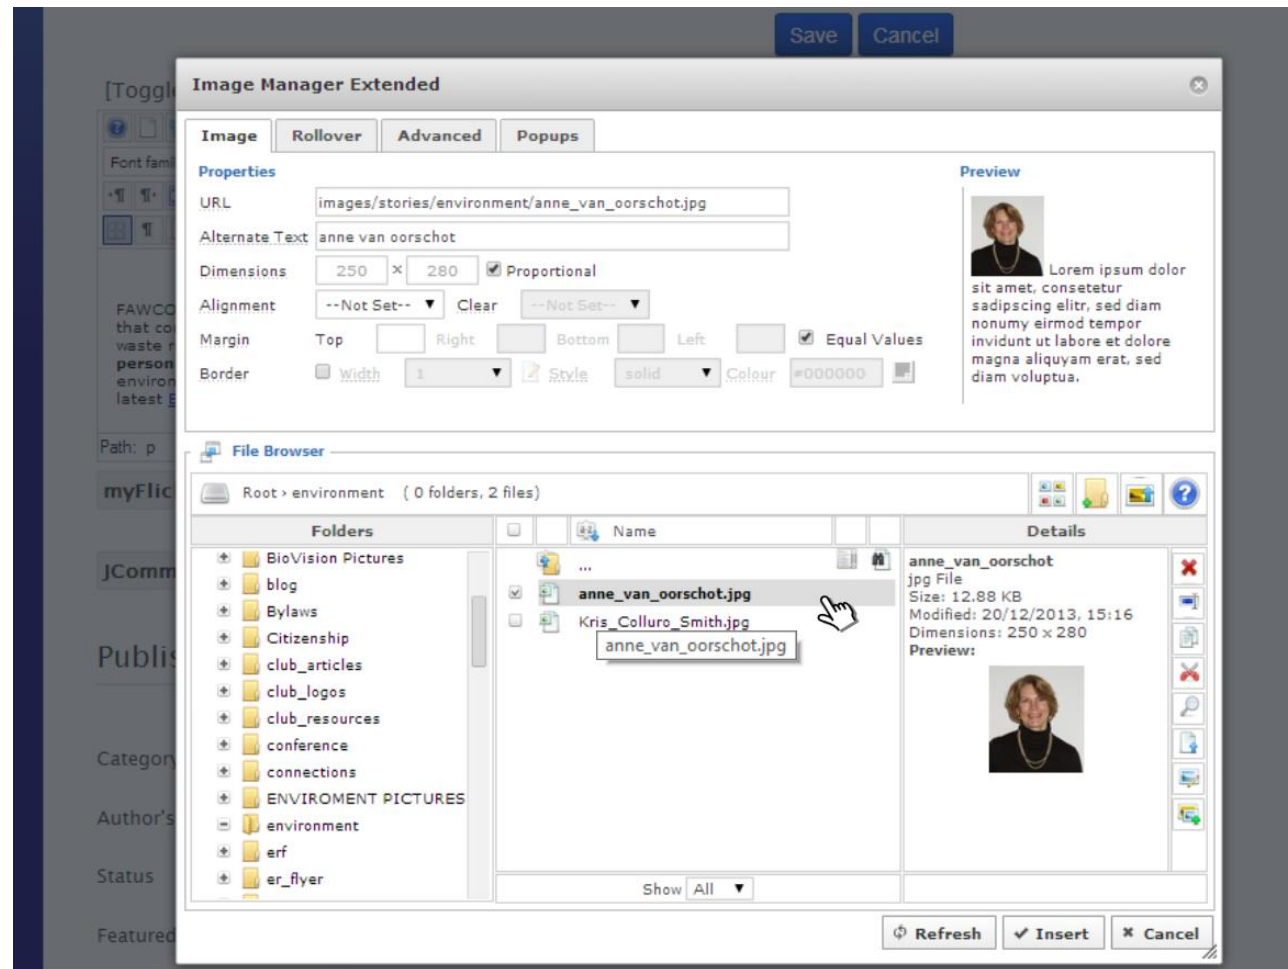 Save Cancel
[Toggle
Image Manager Extended
Image Rollover Advanced Popups
Font fami
Properties
URL images/stories/environment/anne_van_oorschot.jpg
Alternate Text anne van oorschot
Dimensions 250 × 280 Proportional
Alignment --Not Set-- Clear --Not Set--
Margin Top Right Bottom Left Equal Values
Border Width 1 Style solid Colour #000000
Preview
Lorem ipsum dolor
sit amet, consetetur
sadipscing elitr, sed diam
nonumy eirmod tempor
invidunt ut labore et dolore
magna aliquyam erat, sed
diam voluptua.
FAWCO
that co
waste r
person
environ
latest E
Path: p
myFlic
JComm
Publis
Category
Author's
Status
Featured
File Browser
Root › environment ( 0 folders, 2 files)
Folders
BioVision Pictures
blog
Bylaws
Citizenship
club_articles
club_logos
club_resources
conference
connections
ENVIROMENT PICTURES
environment
erf
er_flyer
Name
...
anne_van_oorschot.jpg
Kris_Colluro_Smith.jpg
anne_van_oorschot.jpg
Show All
Details
anne_van_oorschot
jpg File
Size: 12.88 KB
Modified: 20/12/2013, 15:16
Dimensions: 250 x 280
Preview:
Refresh Insert Cancel